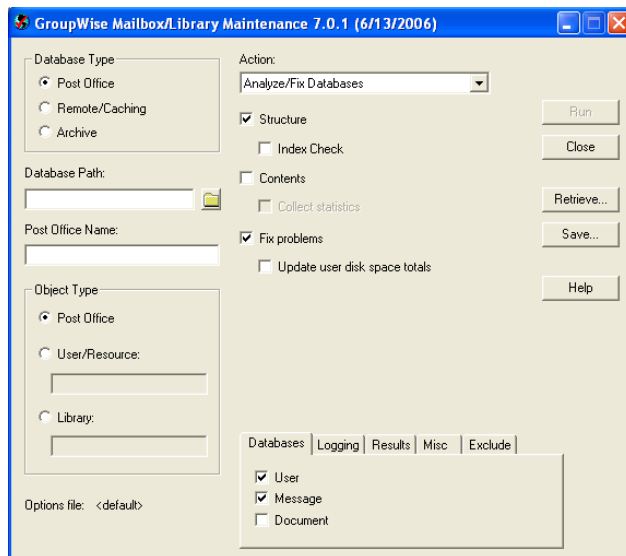 GroupWise Mailbox/Library Maintenance 7.0.1 (6/13/2006)
Database Type
Post Office
Remote/Caching
Archive
Database Path:
Post Office Name:
Object Type
Post Office
User/Resource:
Library:
Options file: <default>
Action:
Analyze/Fix Databases
Structure
Index Check
Contents
Collect statistics
Fix problems
Update user disk space totals
Run
Close
Retrieve...
Save...
Help
Databases Logging Results Misc Exclude
User
Message
Document